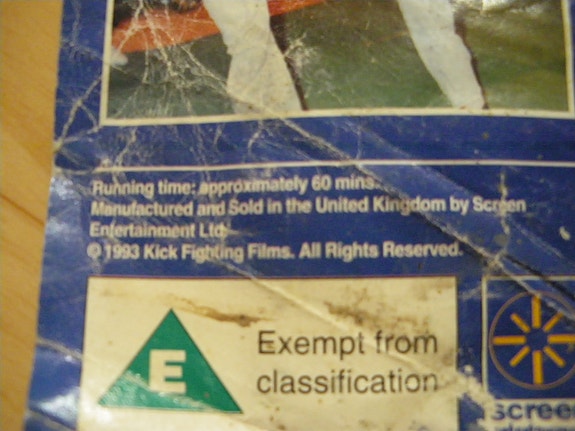 Running time: approximately 60 mins.
Manufactured and Sold in the United Kingdom by Screen
Entertainment Ltd.
© 1993 Kick Fighting Films. All Rights Reserved.
E
Exempt from
classification
screen